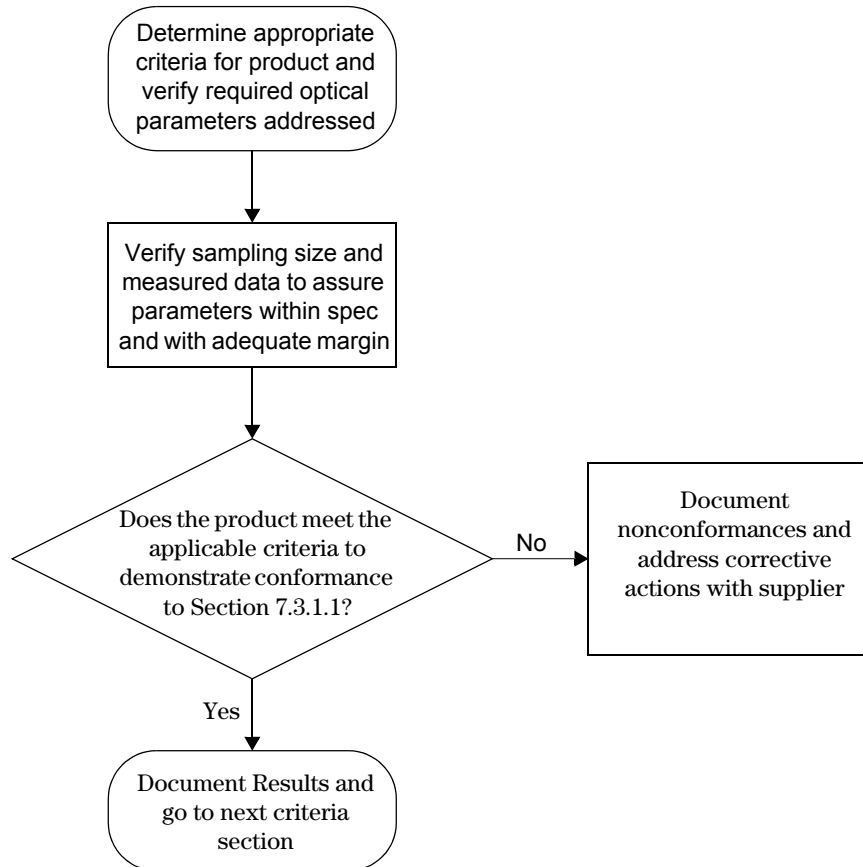 Determine appropriate
criteria for product and
verify required optical
parameters addressed
Verify sampling size and
measured data to assure
parameters within spec
and with adequate margin
Does the product meet the
applicable criteria to
demonstrate conformance
to Section 7.3.1.1?
No
Document
nonconformances and
address corrective
actions with supplier
Yes
Document Results and
go to next criteria
section